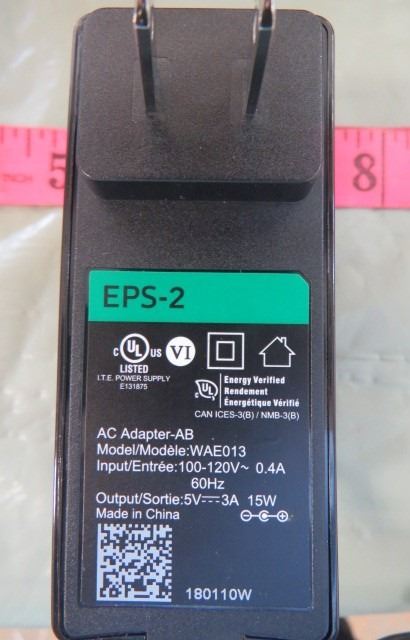 5
INCH
8
EPS-2
c UL US VI
LISTED
I.T.E. POWER SUPPLY
E131875
Energy Verified
Rendement
Énergétique Vérifié
c UL US
CAN ICES-3(B) / NMB-3(B)
AC Adapter-AB
Model/Modèle:WAE013
Input/Entrée:100-120V~ 0.4A
60Hz
Output/Sortie:5V⎓3A 15W
Made in China
180110W